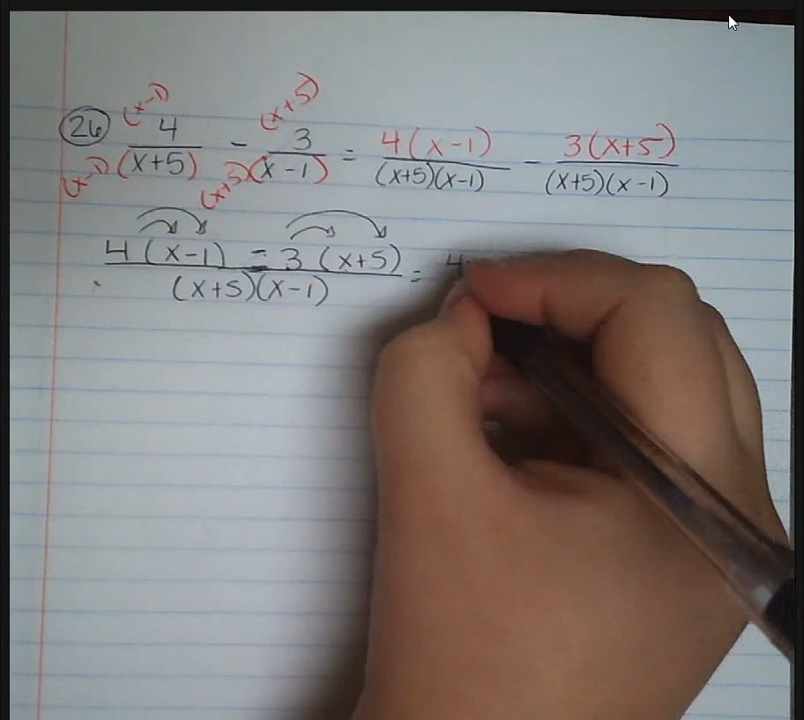 (x-1) (x+5)
26 4/(x+5) - 3/(x-1) = 4(x-1)/(x+5)(x-1) - 3(x+5)/(x+5)(x-1)
(x-1) (x+5)
4(x-1) - 3(x+5)/(x+5)(x-1) = 4